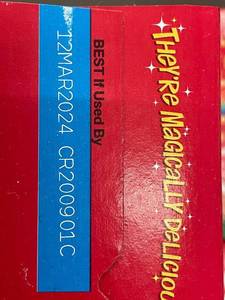 THEY'RE MAGICALLY DELICIOU
BEST If Used By
12MAR2024 CR200901C